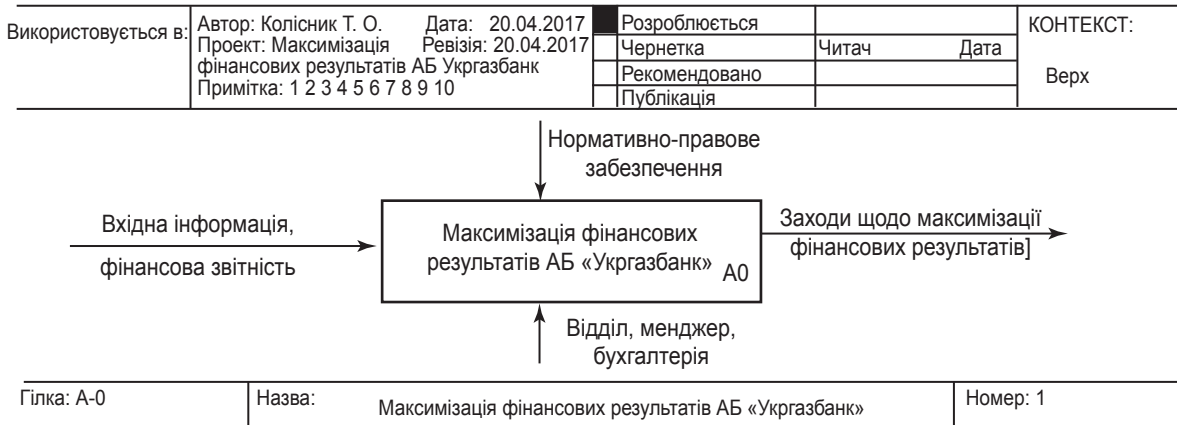 Використовується в:
Автор: Колісник Т. О. Дата: 20.04.2017
Проект: Максимізація Ревізія: 20.04.2017
фінансових результатів АБ Укргазбанк
Примітка: 1 2 3 4 5 6 7 8 9 10
Розроблюється
Чернетка Читач Дата
Рекомендовано
Публікація
КОНТЕКСТ:
Верх
Нормативно-правове
забезпечення
Вхідна інформація,
фінансова звітність
Максимізація фінансових
результатів АБ «Укргазбанк» А0
Заходи щодо максимізації
фінансових результатів]
Відділ, менджер,
бухгалтерія
Гілка: А-0
Назва: Максимізація фінансових результатів АБ «Укргазбанк»
Номер: 1